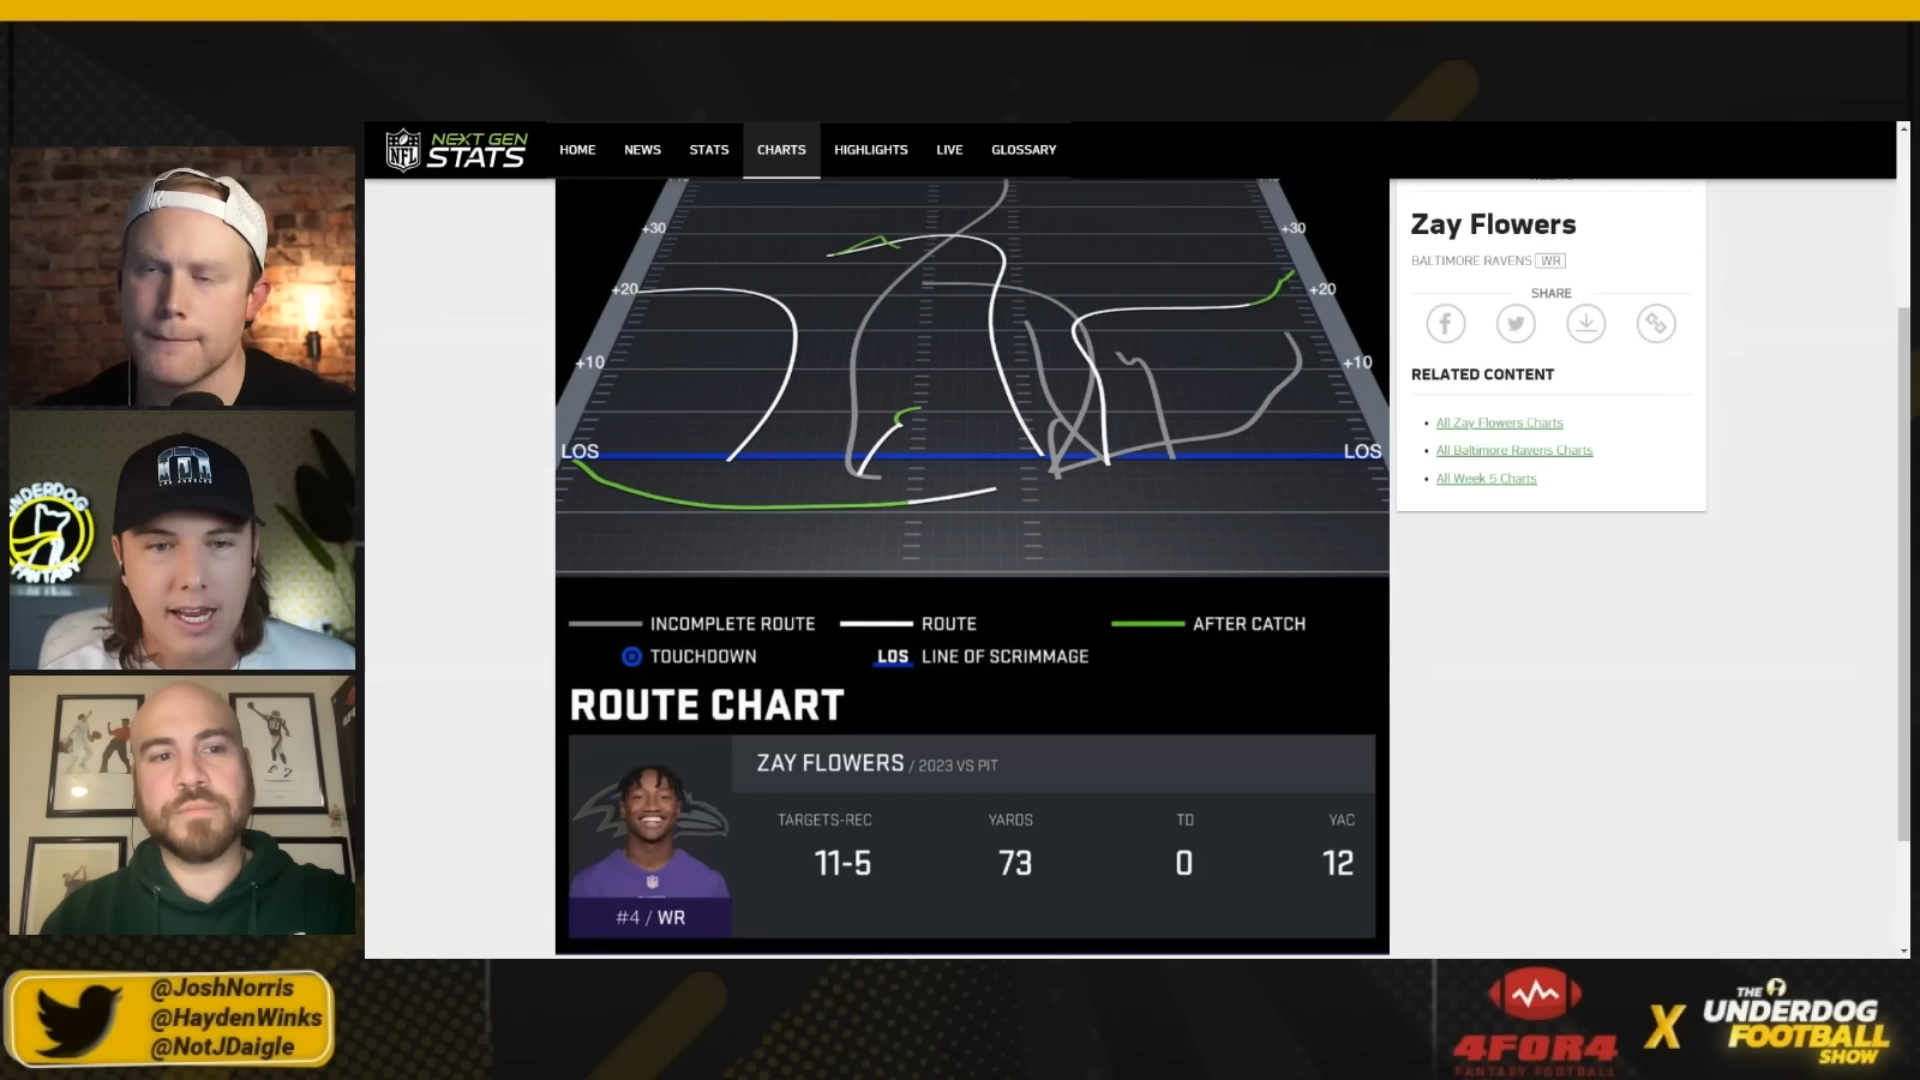 NFL NEXT GEN STATS
HOME NEWS STATS CHARTS HIGHLIGHTS LIVE GLOSSARY
+30 +30
+20 +20
+10 +10
LOS LOS
INCOMPLETE ROUTE ROUTE AFTER CATCH
TOUCHDOWN LOS LINE OF SCRIMMAGE
ROUTE CHART
ZAY FLOWERS / 2023 VS PIT
TARGETS-REC YARDS TD YAC
11-5 73 0 12
#4 / WR
Zay Flowers
BALTIMORE RAVENS WR
SHARE
RELATED CONTENT
All Zay Flowers Charts
All Baltimore Ravens Charts
All Week 5 Charts
UNDERDOG
FANTASY
@JoshNorris
@HaydenWinks
@NotJDaigle
4FOR4
FANTASY FOOTBALL
X
THE
UNDERDOG
FOOTBALL
SHOW